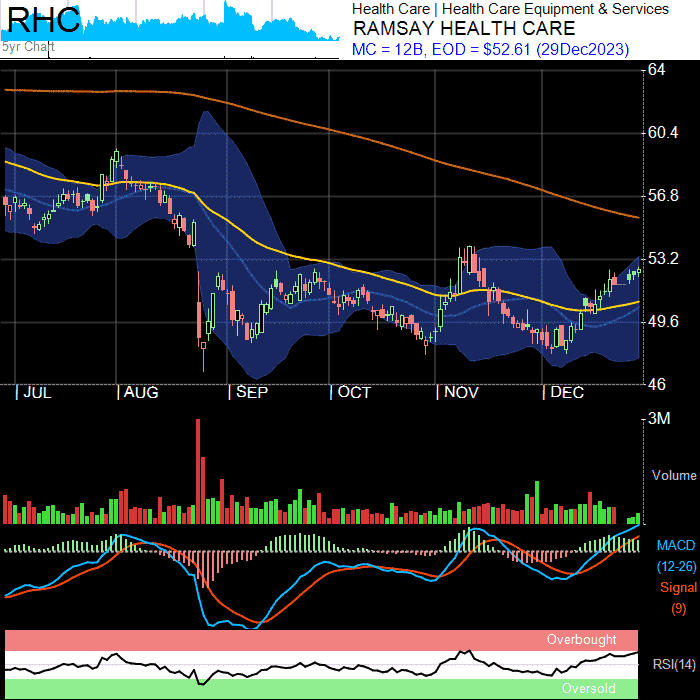 RHC
5yr Chart
Health Care | Health Care Equipment & Services
RAMSAY HEALTH CARE
MC = 12B, EOD = $52.61 (29Dec2023)
64
60.4
56.8
53.2
49.6
46
| JUL | AUG | SEP | OCT | NOV | DEC
3M
Volume
MACD
(12-26)
Signal
(9)
Overbought
RSI(14)
Oversold